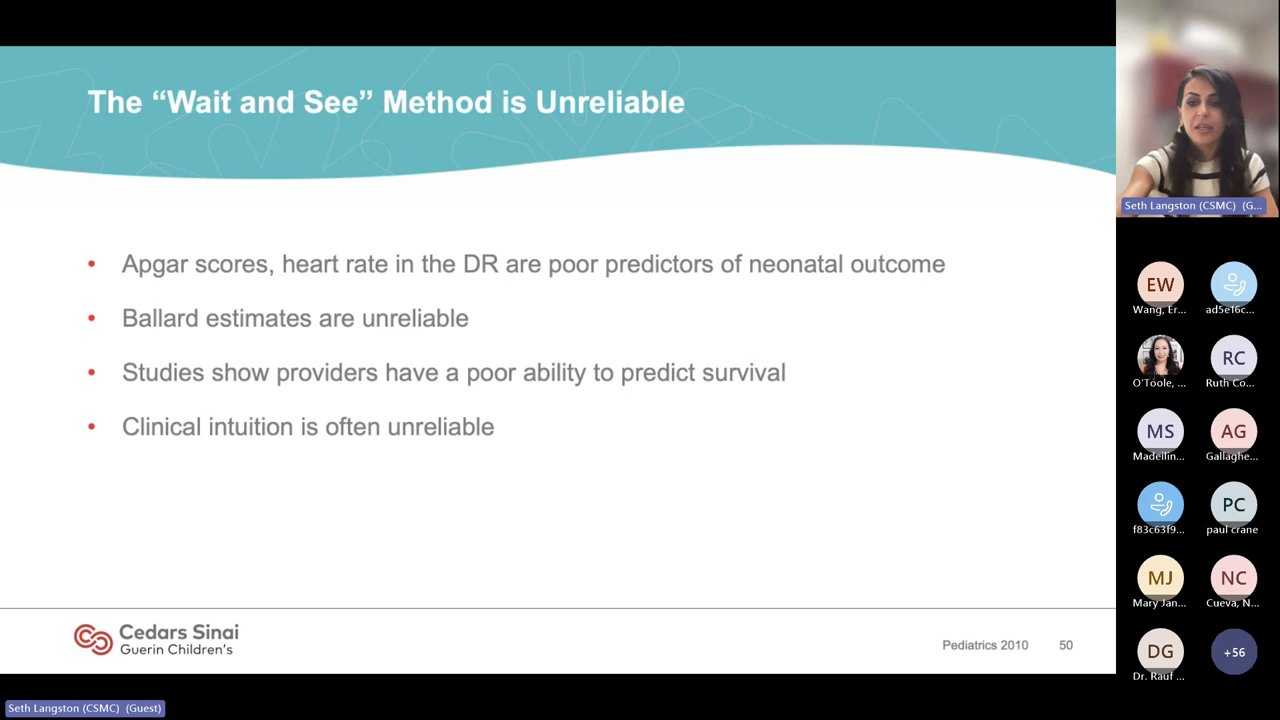 The “Wait and See” Method is Unreliable
• Apgar scores, heart rate in the DR are poor predictors of neonatal outcome
• Ballard estimates are unreliable
• Studies show providers have a poor ability to predict survival
• Clinical intuition is often unreliable
Cedars Sinai
Guerin Children's
Pediatrics 2010 50
Seth Langston (CSMC) (G...
EW
Wang, Er...
ad5e16c...
O'Toole, ...
RC
Ruth Co...
MS
Madeilin...
AG
Gallaghe...
f83c63f9...
PC
paul crane
MJ
Mary Jan...
NC
Cueva, N...
DG
Dr. Rauf ...
+56
Seth Langston (CSMC) (Guest)